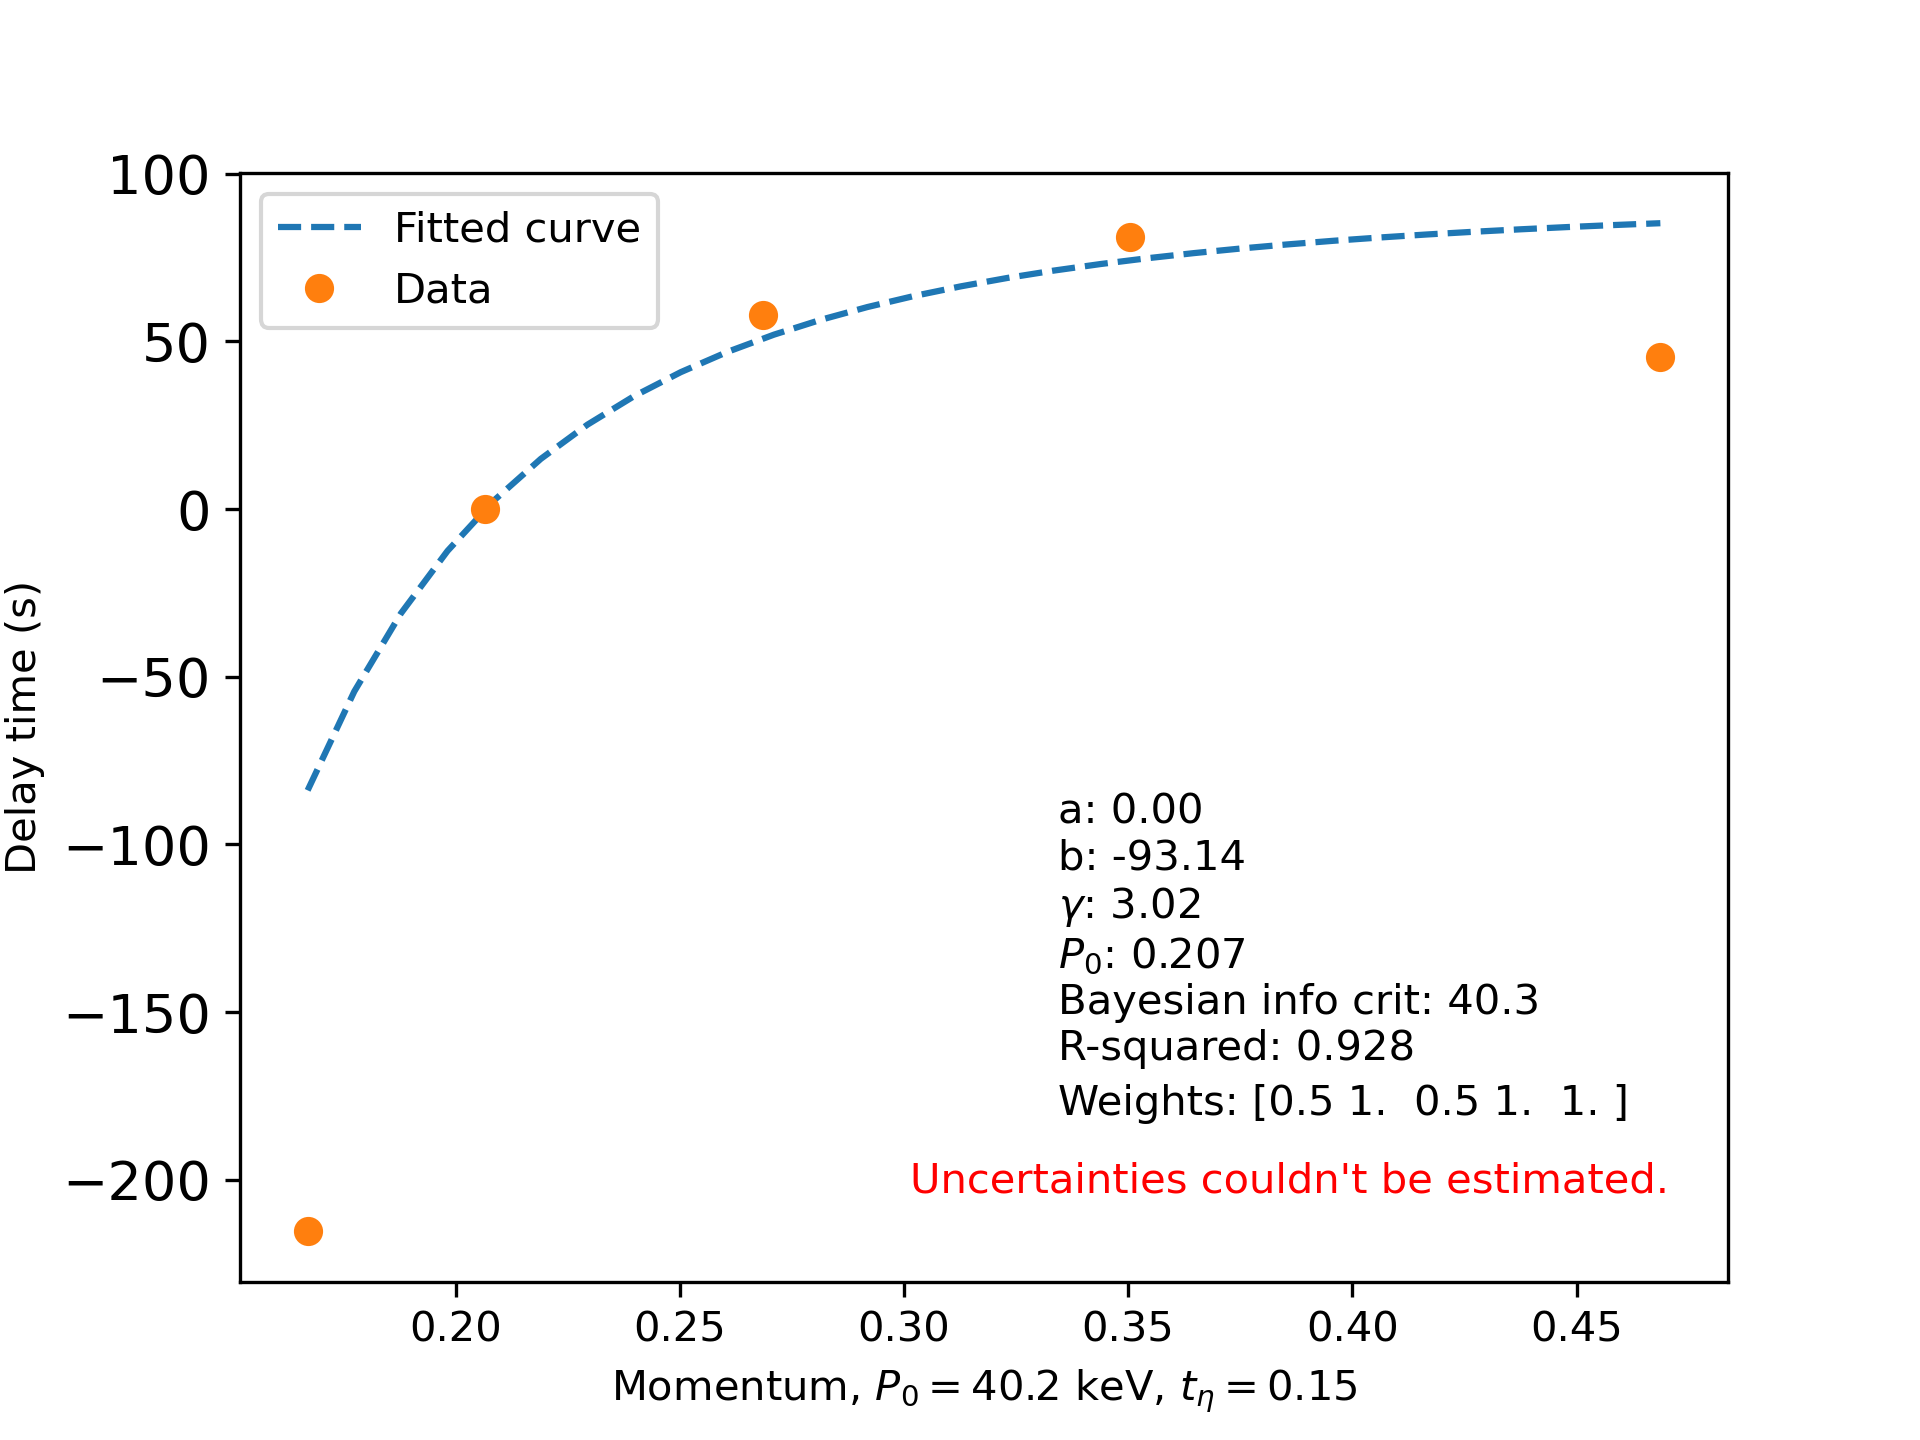 100
50
0
−50
−100
−150
−200
Delay time (s)
Fitted curve
Data
a: 0.00
b: -93.14
γ: 3.02
P₀: 0.207
Bayesian info crit: 40.3
R-squared: 0.928
Weights: [0.5 1.  0.5 1.  1. ]
Uncertainties couldn't be estimated.
0.20 0.25 0.30 0.35 0.40 0.45
Momentum, P₀ = 40.2 keV, tη = 0.15